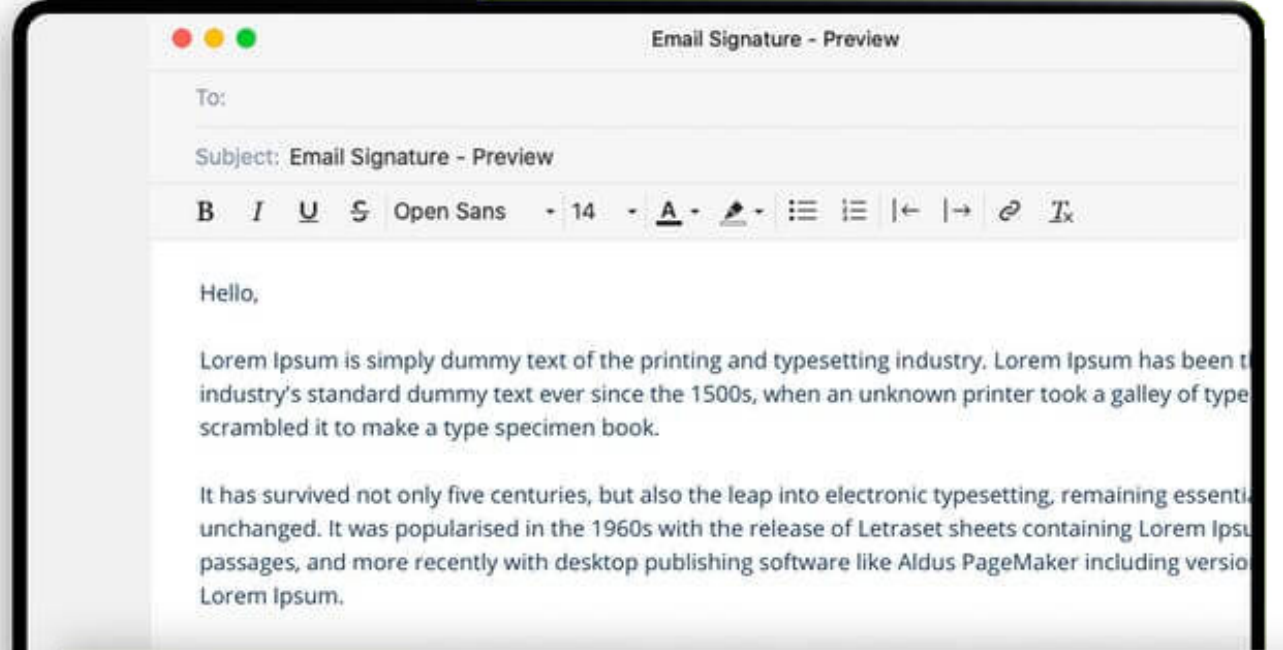 Email Signature - Preview
To:
Subject: Email Signature - Preview
B I U S Open Sans 14 A Tx
Hello,
Lorem Ipsum is simply dummy text of the printing and typesetting industry. Lorem Ipsum has been
industry's standard dummy text ever since the 1500s, when an unknown printer took a galley of type
scrambled it to make a type specimen book.
It has survived not only five centuries, but also the leap into electronic typesetting, remaining
unchanged. It was popularised in the 1960s with the release of Letraset sheets containing Lorem
passages, and more recently with desktop publishing software like Aldus PageMaker including
Lorem Ipsum.